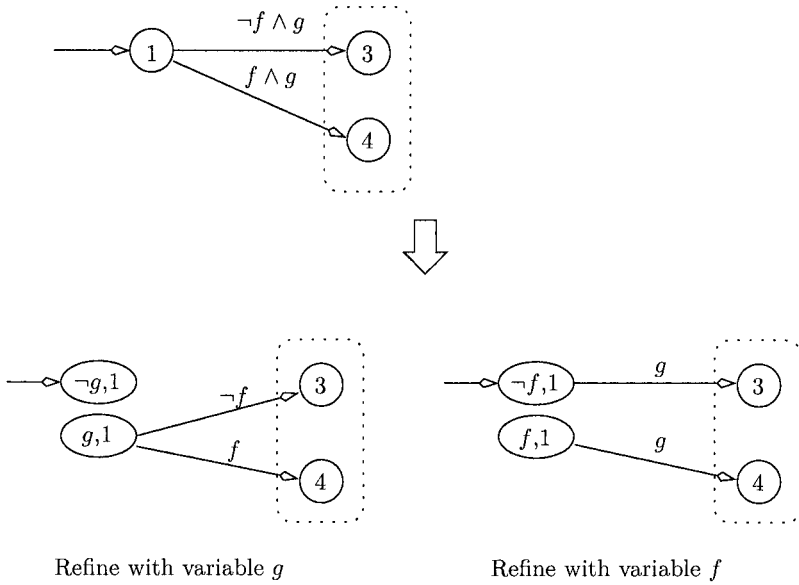 ¬f ∧ g
1
3
f ∧ g
4
¬g,1
¬f
3
g,1
f
4
Refine with variable g
¬f,1
g
3
f,1
g
4
Refine with variable f